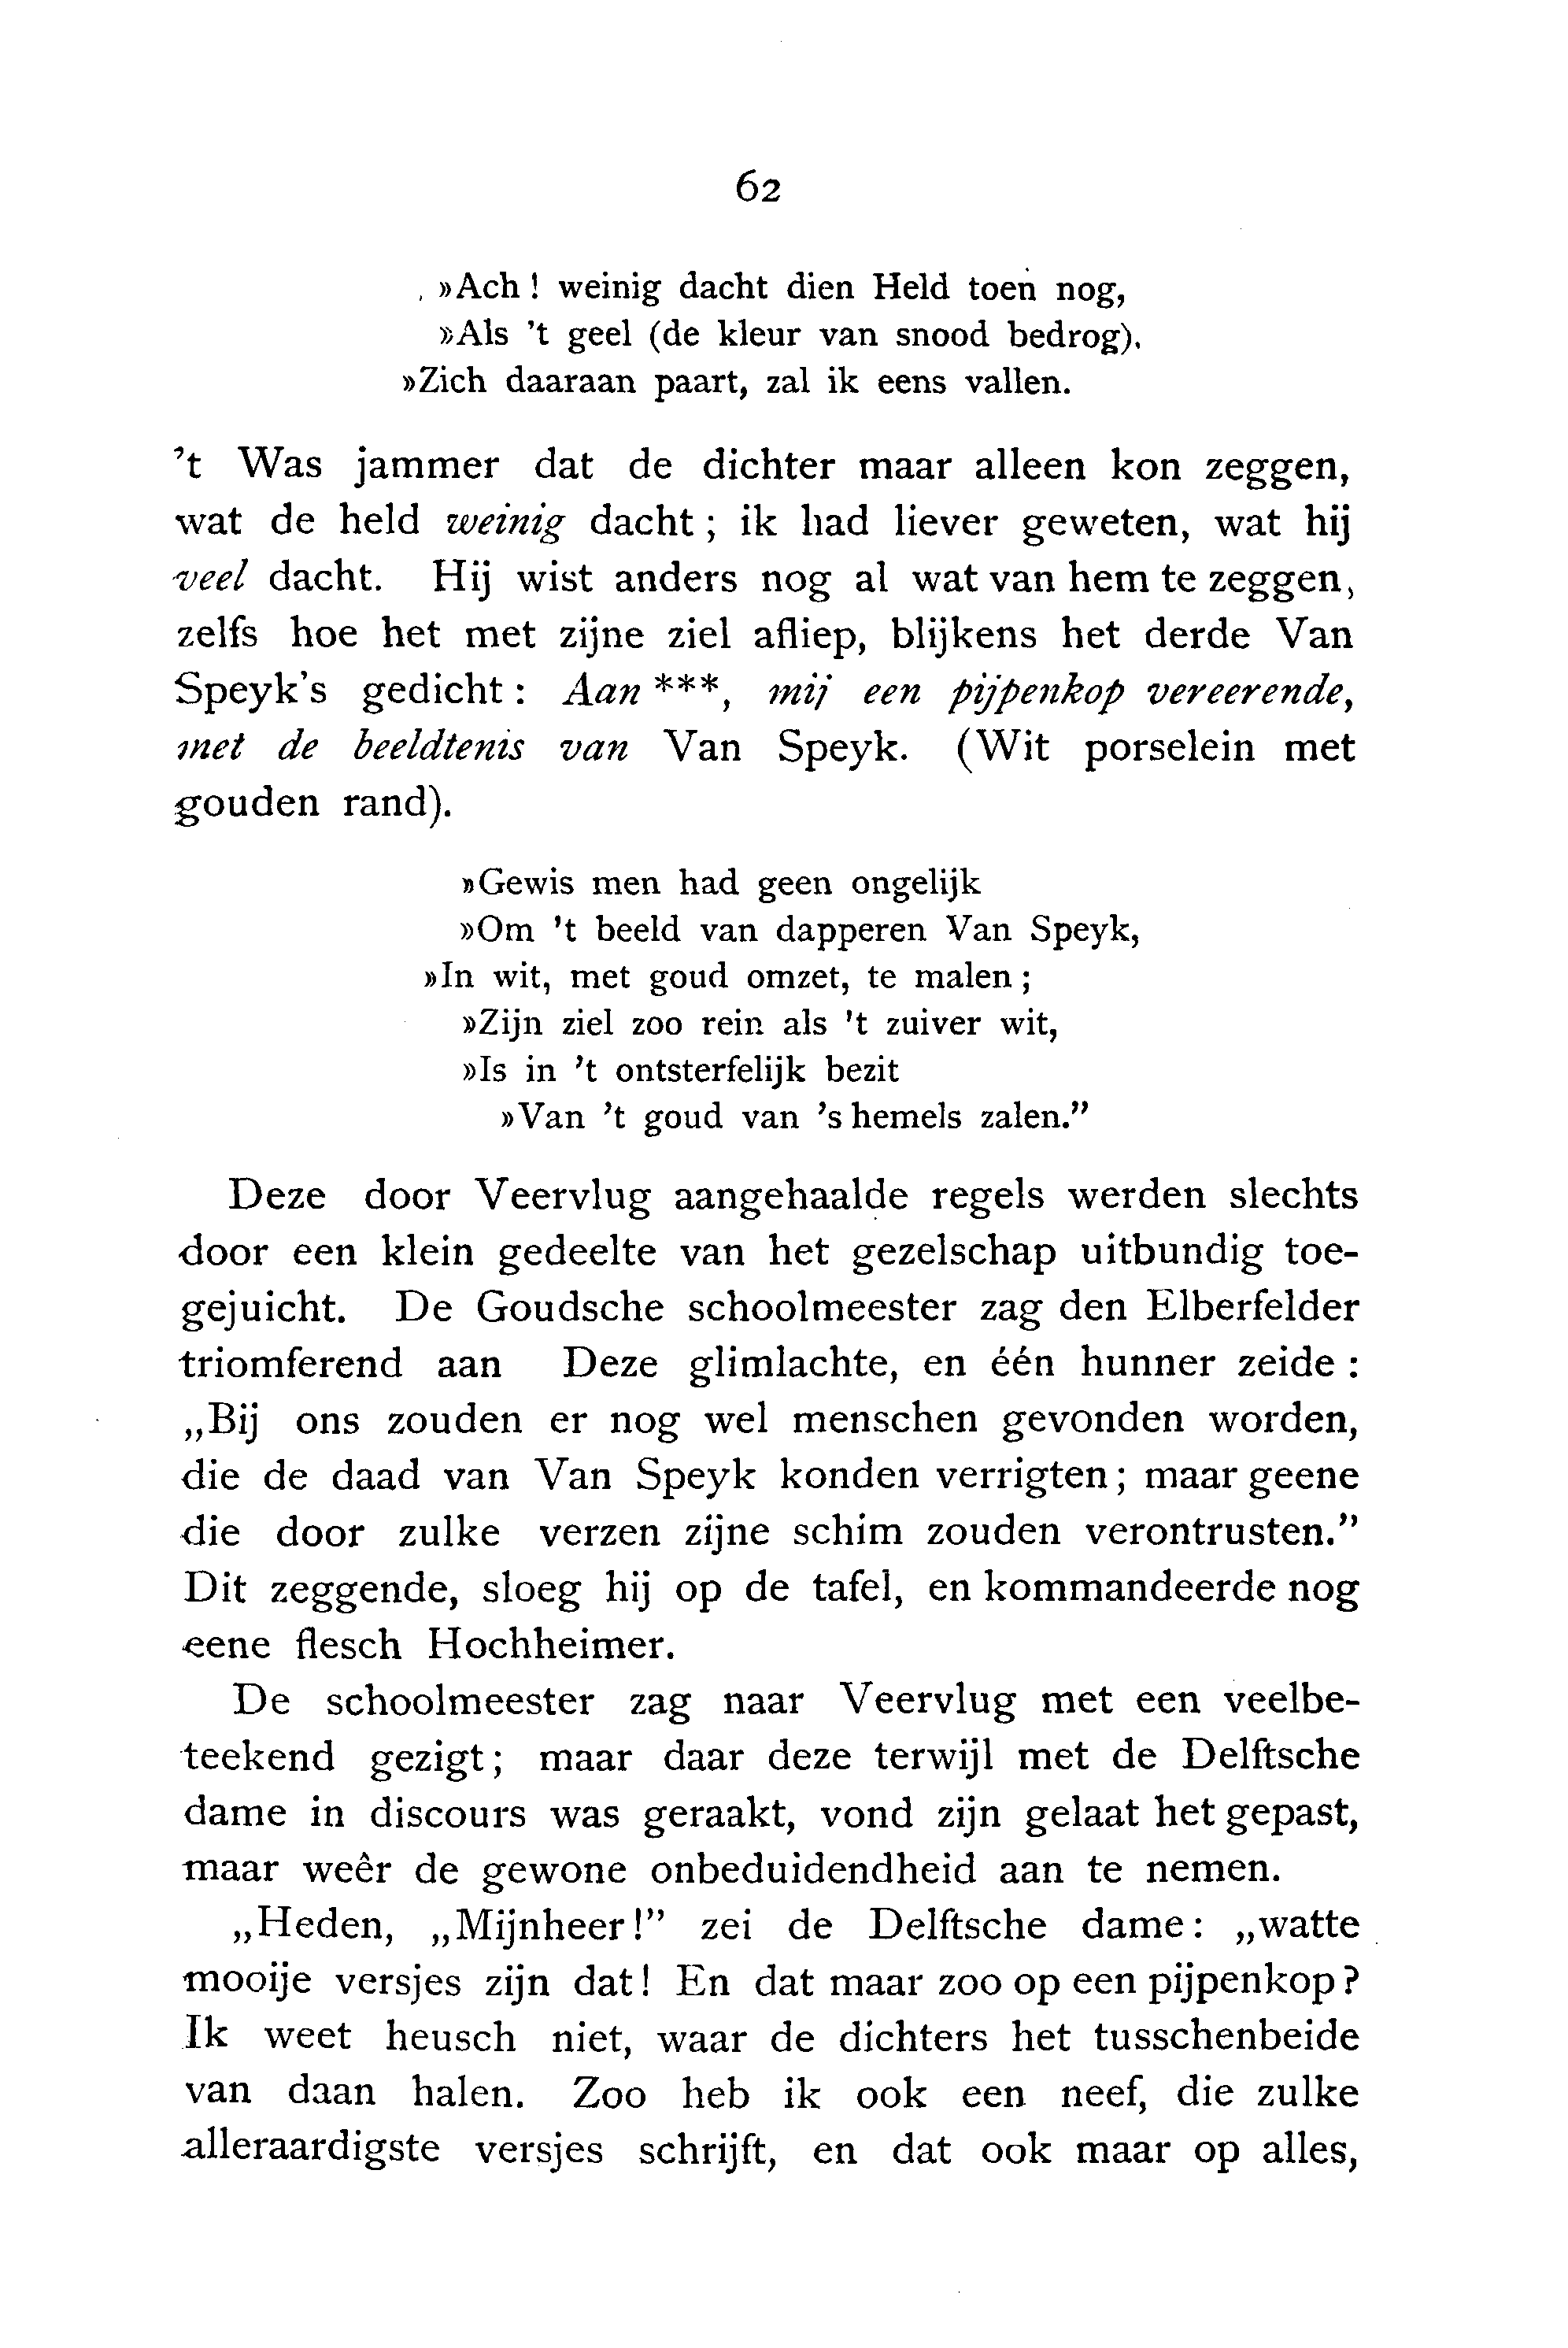 62
»Ach! weinig dacht dien Held toen nog,
»Als 't geel (de kleur van snood bedrog),
»Zich daaraan paart, zal ik eens vallen.
't Was jammer dat de dichter maar alleen kon zeggen,
wat de held weinig dacht; ik had liever geweten, wat hij
veel dacht. Hij wist anders nog al wat van hem te zeggen,
zelfs hoe het met zijne ziel afliep, blijkens het derde Van
Speyk's gedicht: Aan ***, mij een pijpenkop vereerende,
met de beeldtenis van Van Speyk. (Wit porselein met
gouden rand).
»Gewis men had geen ongelijk
»Om 't beeld van dapperen Van Speyk,
»In wit, met goud omzet, te malen;
»Zijn ziel zoo rein als 't zuiver wit,
»Is in 't ontsterfelijk bezit
»Van 't goud van 's hemels zalen.”
Deze door Veervlug aangehaalde regels werden slechts
door een klein gedeelte van het gezelschap uitbundig toe-
gejuicht. De Goudsche schoolmeester zag den Elberfelder
triomferend aan Deze glimlachte, en één hunner zeide:
„Bij ons zouden er nog wel menschen gevonden worden,
die de daad van Van Speyk konden verrigten; maar geene
die door zulke verzen zijne schim zouden verontrusten.”
Dit zeggende, sloeg hij op de tafel, en kommandeerde nog
eene flesch Hochheimer.
De schoolmeester zag naar Veervlug met een veelbe-
teekend gezigt; maar daar deze terwijl met de Delftsche
dame in discours was geraakt, vond zijn gelaat het gepast,
maar weêr de gewone onbeduidendheid aan te nemen.
„Heden, „Mijnheer!” zei de Delftsche dame: „watte
mooije versjes zijn dat! En dat maar zoo op een pijpenkop?
Ik weet heusch niet, waar de dichters het tusschenbeide
van daan halen. Zoo heb ik ook een neef, die zulke
alleraardigste versjes schrijft, en dat ook maar op alles,